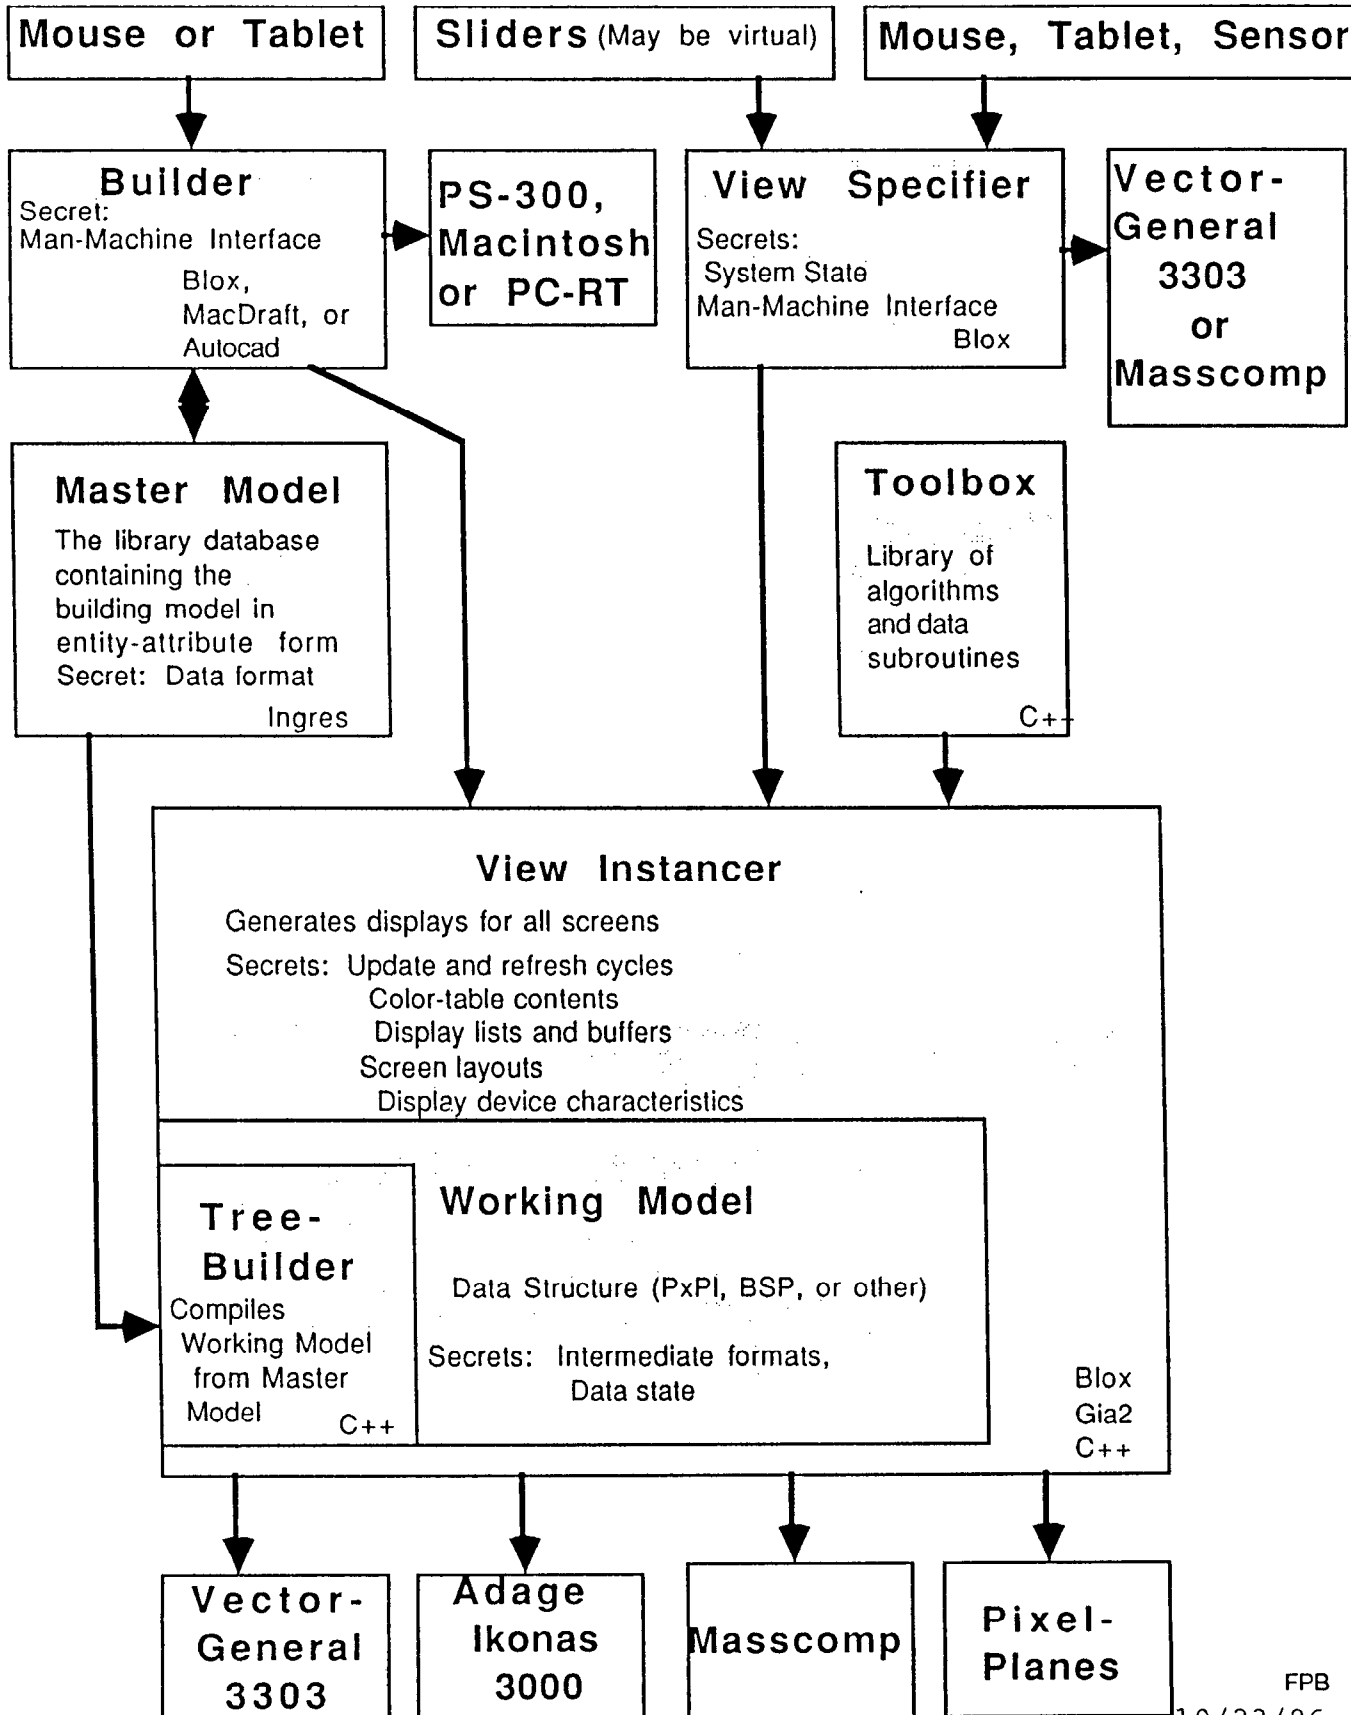 Mouse or Tablet
Sliders (May be virtual)
Mouse, Tablet, Sensor
Builder
Secret:
Man-Machine Interface
Blox,
MacDraft, or
Autocad
PS-300,
Macintosh
or PC-RT
View Specifier
Secrets:
System State
Man-Machine Interface
Blox
Vector-
General
3303
or
Masscomp
Master Model
The library database
containing the
building model in
entity-attribute form
Secret: Data format
Ingres
Toolbox
Library of
algorithms
and data
subroutines
C++
View Instancer
Generates displays for all screens
Secrets: Update and refresh cycles
Color-table contents
Display lists and buffers
Screen layouts
Display device characteristics
Tree-
Builder
Compiles
Working Model
from Master
Model
C++
Working Model
Data Structure (PxPl, BSP, or other)
Secrets: Intermediate formats,
Data state
Blox
Gia2
C++
Vector-
General
3303
Adage
Ikonas
3000
Masscomp
Pixel-
Planes
FPB
10/23/86